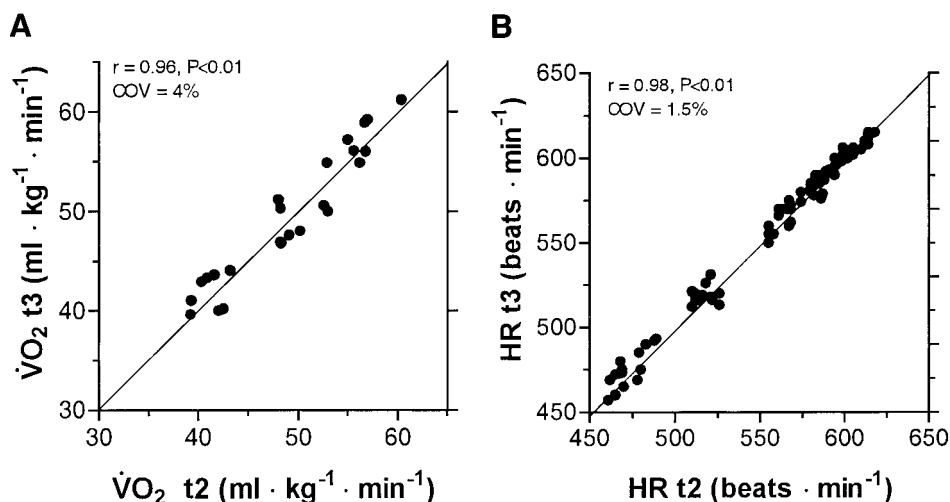 A
r = 0.96, P<0.01
COV = 4%
V̇O₂ t3 (ml · kg⁻¹ · min⁻¹)
60
50
40
30
30 40 50 60
V̇O₂ t2 (ml · kg⁻¹ · min⁻¹)
B
r = 0.98, P<0.01
COV = 1.5%
HR t3 (beats · min⁻¹)
650
600
550
500
450
450 500 550 600 650
HR t2 (beats · min⁻¹)